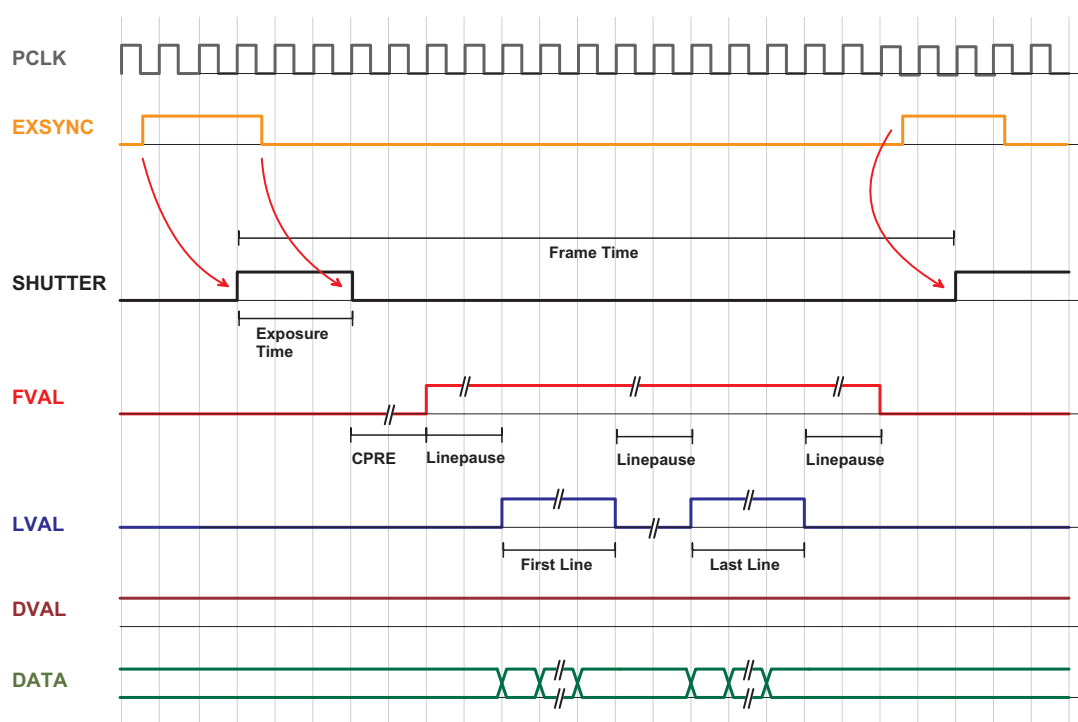 PCLK
EXSYNC
Frame Time
SHUTTER
Exposure
Time
FVAL
CPRE
Linepause
Linepause
Linepause
LVAL
First Line
Last Line
DVAL
DATA